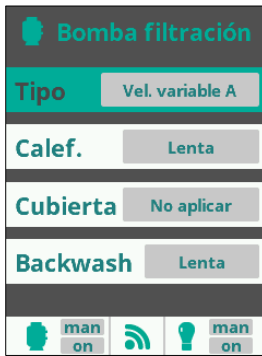 Bomba filtración
Tipo Vel. variable A
Calef. Lenta
Cubierta No aplicar
Backwash Lenta
man man
on on